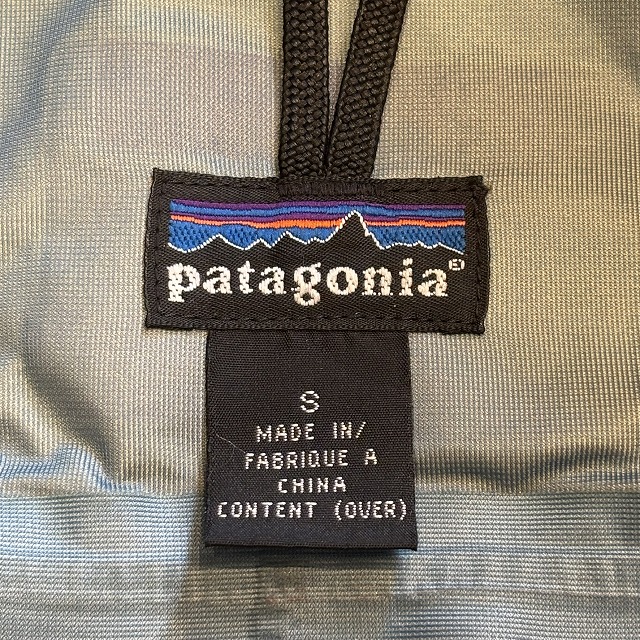 patagonia®
S
MADE IN/
FABRIQUE A
CHINA
CONTENT (OVER)